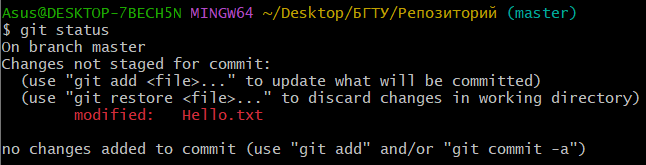 Asus@DESKTOP-7BECH5N MINGW64 ~/Desktop/БГТУ/Репозиторий (master)
$ git status
On branch master
Changes not staged for commit:
  (use "git add <file>..." to update what will be committed)
  (use "git restore <file>..." to discard changes in working directory)
        modified:   Hello.txt

no changes added to commit (use "git add" and/or "git commit -a")